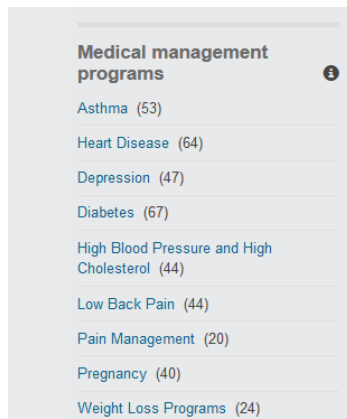 Medical management
programs
Asthma (53)
Heart Disease (64)
Depression (47)
Diabetes (67)
High Blood Pressure and High
Cholesterol (44)
Low Back Pain (44)
Pain Management (20)
Pregnancy (40)
Weight Loss Programs (24)